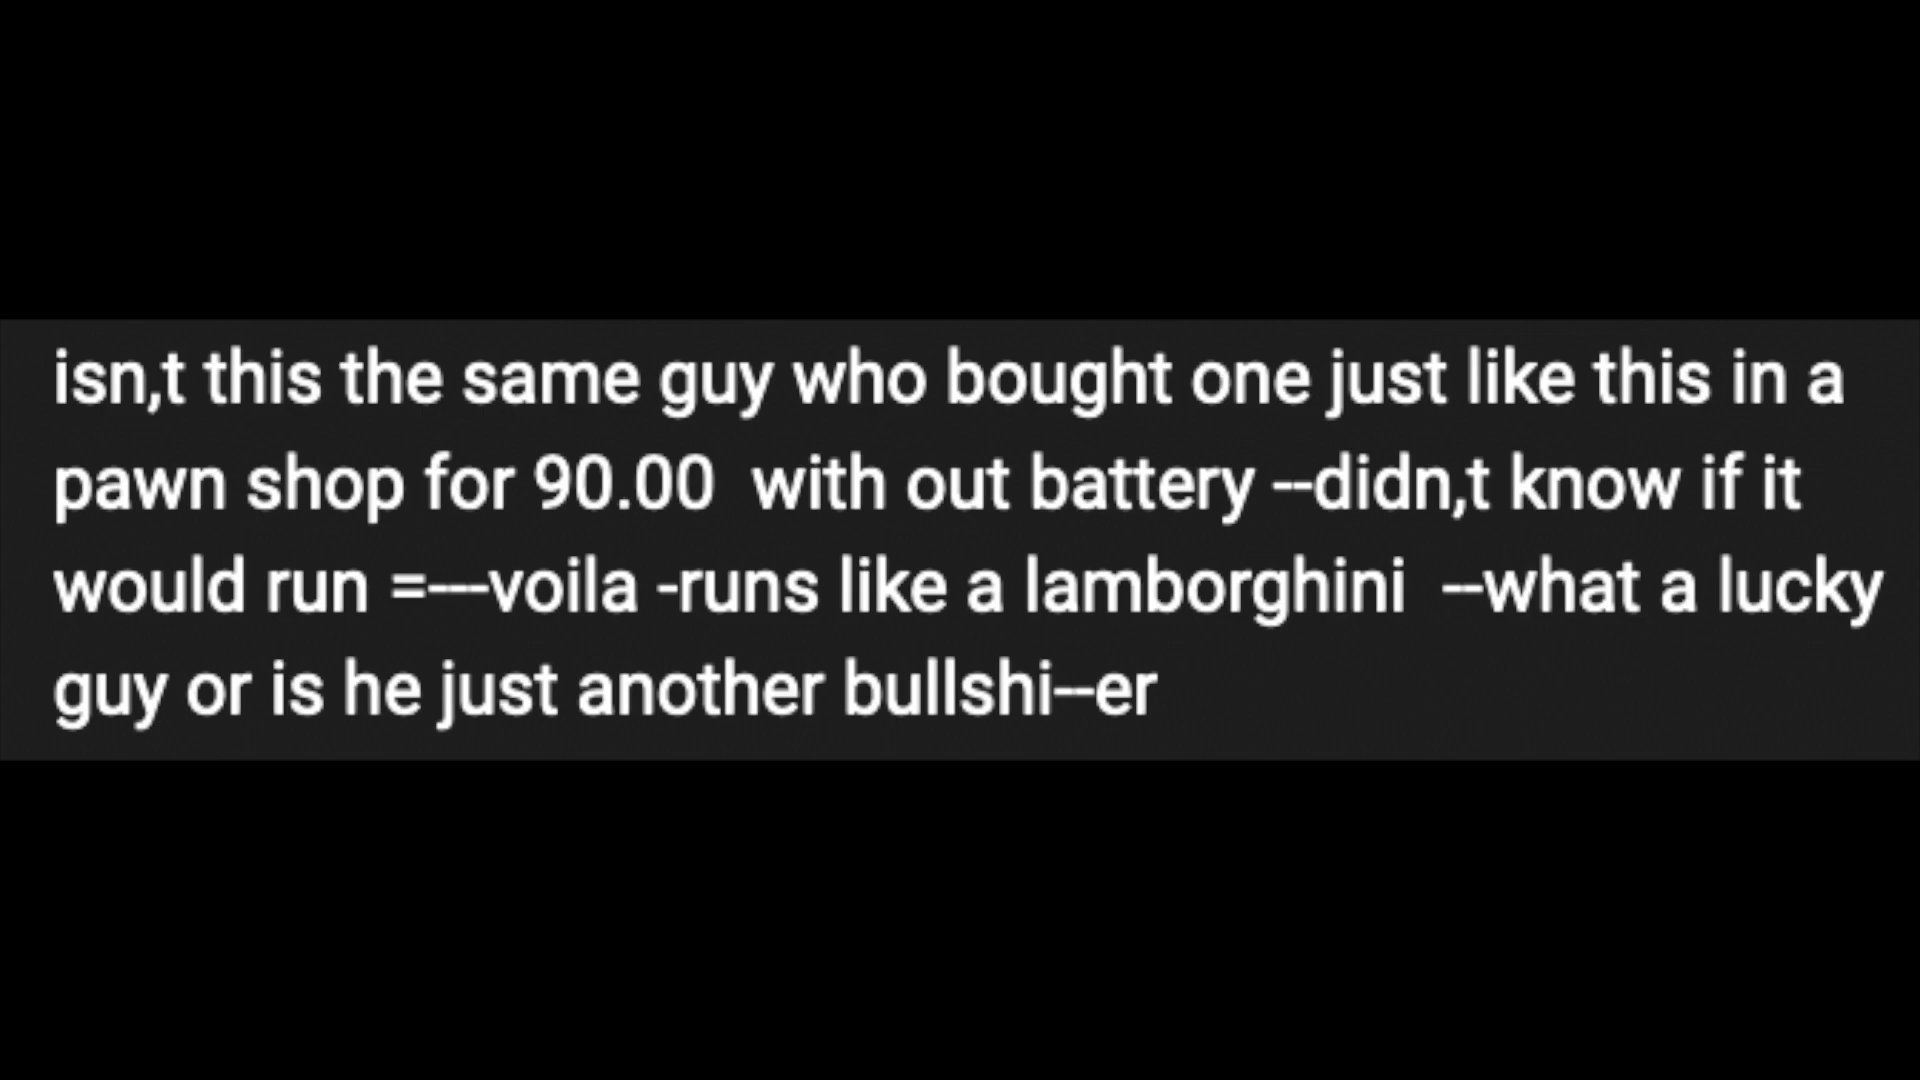 isn,t this the same guy who bought one just like this in a
pawn shop for 90.00  with out battery --didn,t know if it
would run =---voila -runs like a lamborghini  --what a lucky
guy or is he just another bullshi--er